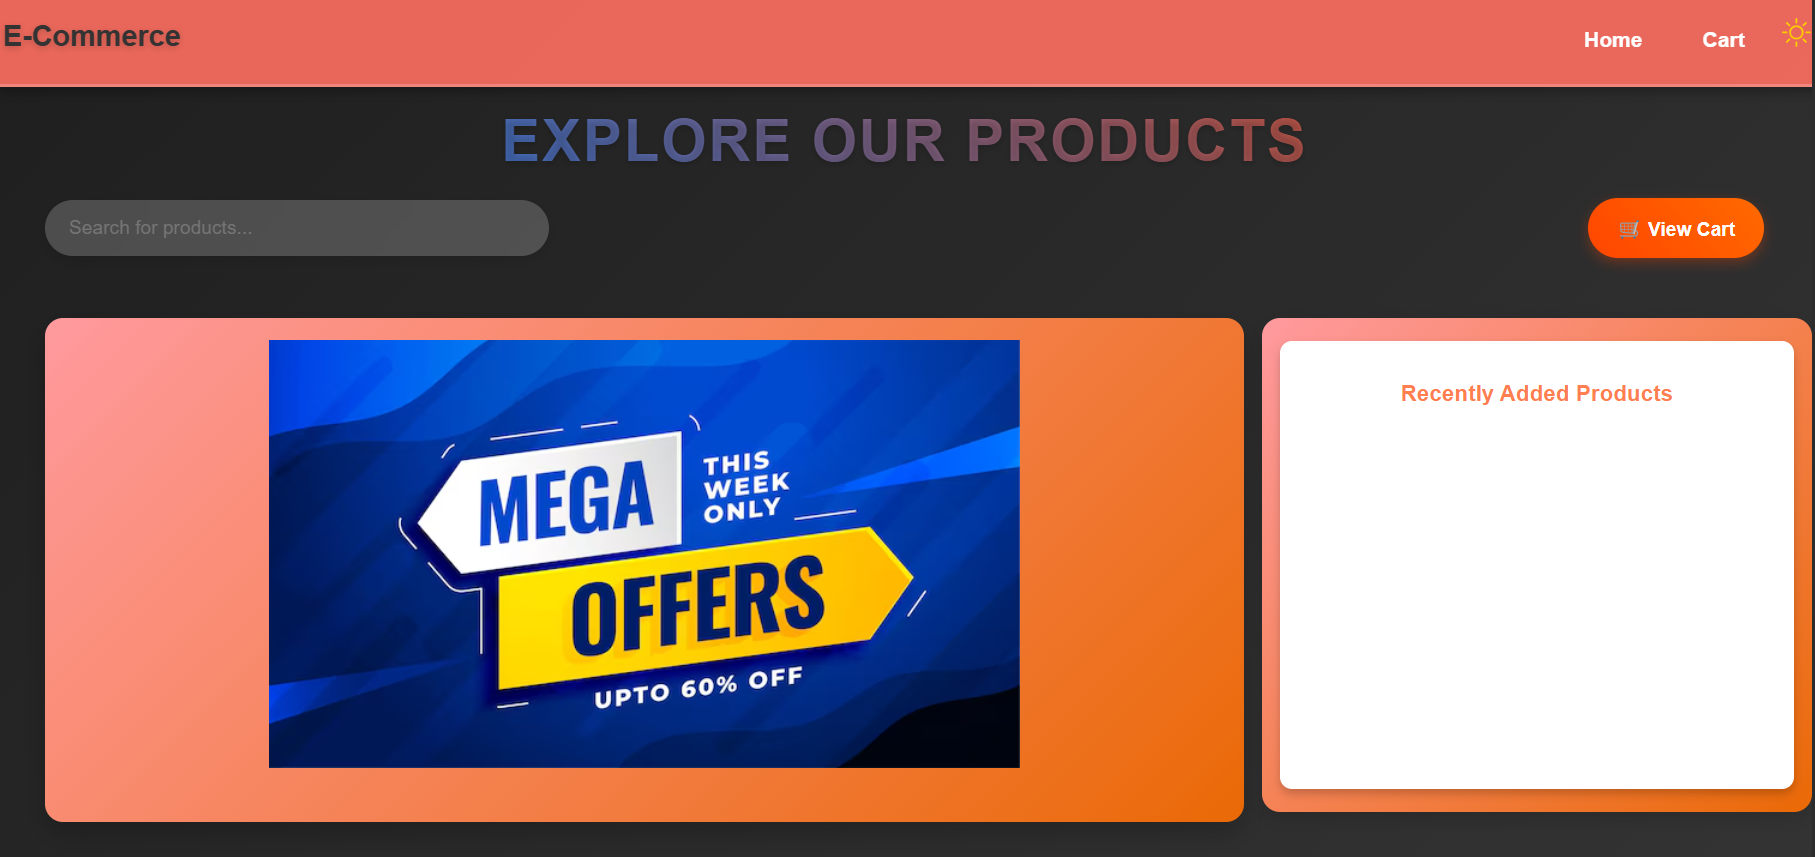 E-Commerce
Home
Cart
EXPLORE OUR PRODUCTS
Search for products...
🛒 View Cart
MEGA
THIS
WEEK
ONLY
OFFERS
UPTO 60% OFF
Recently Added Products